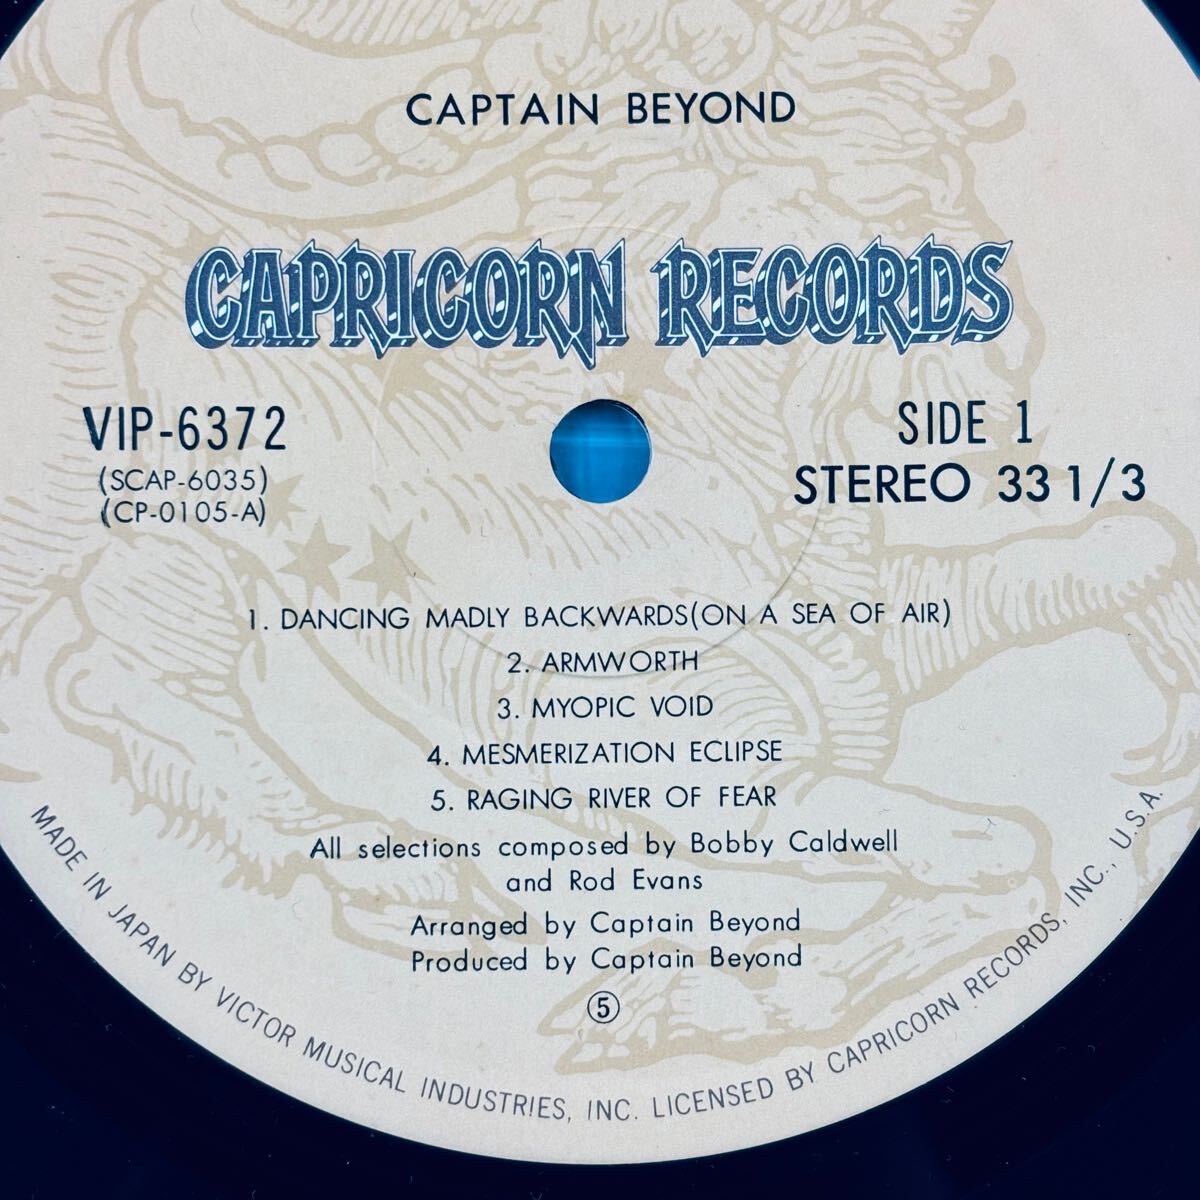 CAPTAIN BEYOND
CAPRICORN RECORDS
VIP-6372
(SCAP-6035)
(CP-0105-A)
SIDE 1
STEREO 33 1/3
1. DANCING MADLY BACKWARDS(ON A SEA OF AIR)
2. ARMWORTH
3. MYOPIC VOID
4. MESMERIZATION ECLIPSE
5. RAGING RIVER OF FEAR
All selections composed by Bobby Caldwell
and Rod Evans
Arranged by Captain Beyond
Produced by Captain Beyond
⑤
MADE IN JAPAN BY VICTOR MUSICAL INDUSTRIES, INC. LICENSED BY CAPRICORN RECORDS, INC., U.S.A.